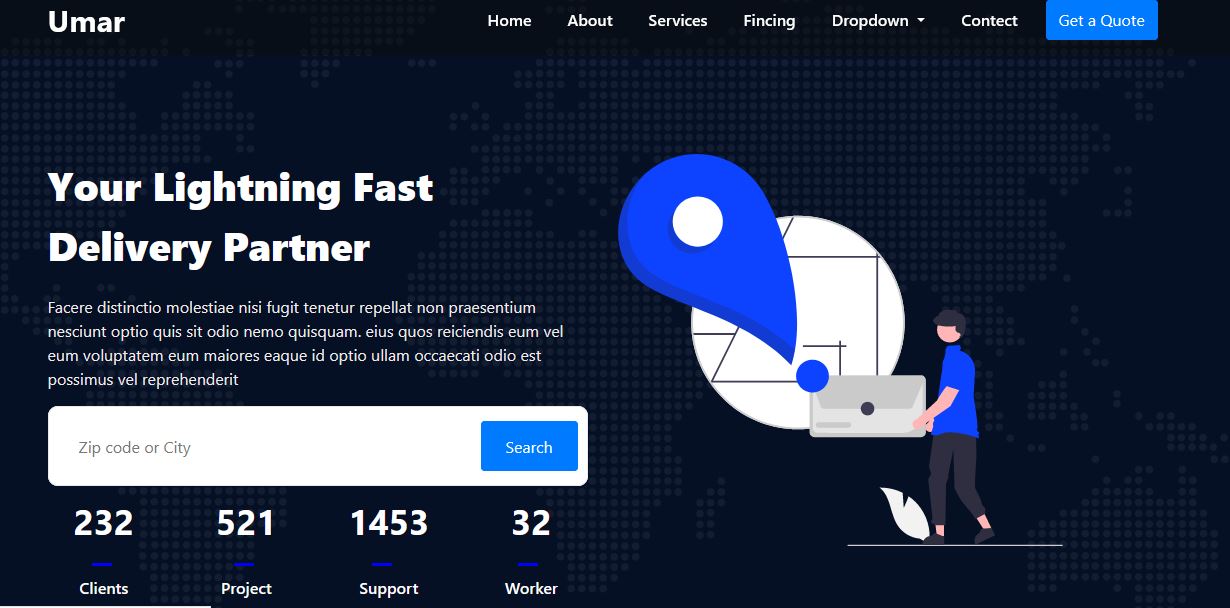 Umar
Home About Services Fincing Dropdown Contect Get a Quote
Your Lightning Fast
Delivery Partner
Facere distinctio molestiae nisi fugit tenetur repellat non praesentium
nesciunt optio quis sit odio nemo quisquam. eius quos reiciendis eum vel
eum voluptatem eum maiores eaque id optio ullam occaecati odio est
possimus vel reprehenderit
Zip code or City Search
232 521 1453 32
Clients Project Support Worker